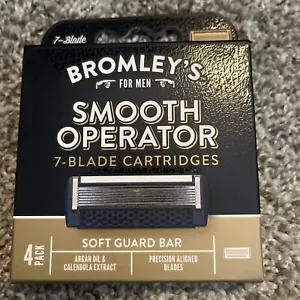 7-Blade
BROMLEY'S
FOR MEN
SMOOTH
OPERATOR
7-BLADE CARTRIDGES
4
PACK
SOFT GUARD BAR
ARGAN OIL &
CALENDULA EXTRACT
PRECISION ALIGNED
BLADES